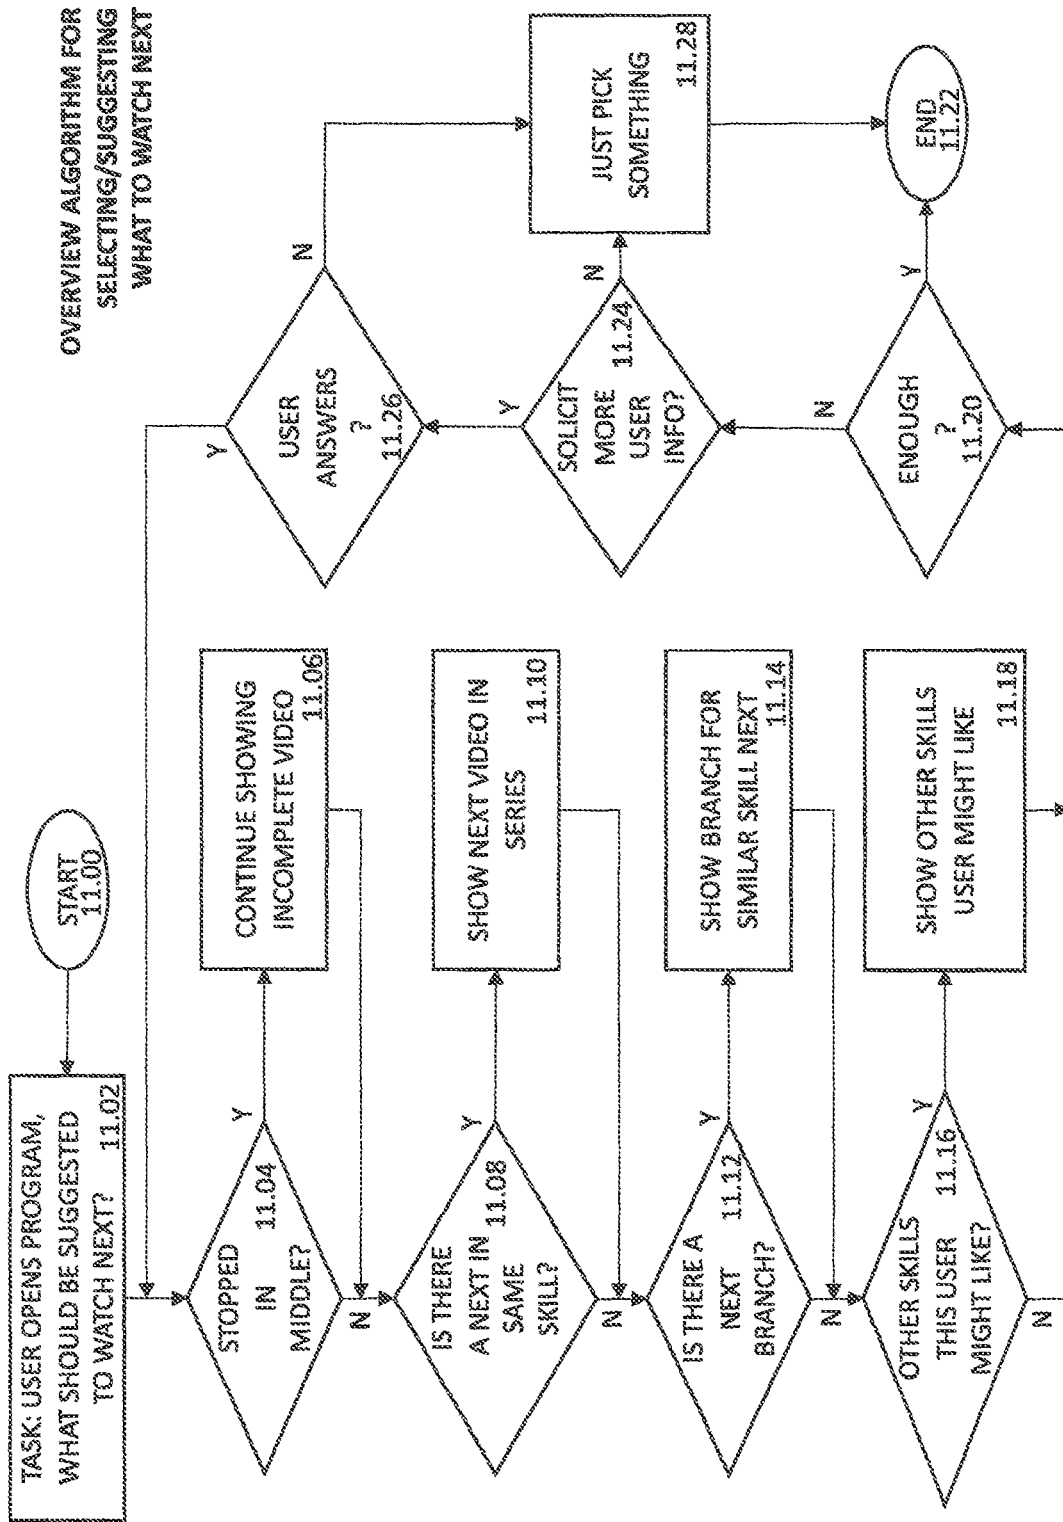 OVERVIEW ALGORITHM FOR
SELECTING/SUGGESTING
WHAT TO WATCH NEXT
START
11.00
TASK: USER OPENS PROGRAM,
WHAT SHOULD BE SUGGESTED
TO WATCH NEXT?
11.02
STOPPED
IN
MIDDLE?
11.04
Y
N
CONTINUE SHOWING
INCOMPLETE VIDEO
11.06
IS THERE
A NEXT IN
SAME
SKILL?
11.08
Y
N
SHOW NEXT VIDEO IN
SERIES
11.10
IS THERE A
NEXT
BRANCH?
11.12
Y
N
SHOW BRANCH FOR
SIMILAR SKILL NEXT
11.14
OTHER SKILLS
THIS USER
MIGHT LIKE?
11.16
Y
N
SHOW OTHER SKILLS
USER MIGHT LIKE
11.18
ENOUGH
?
11.20
Y
N
END
11.22
SOLICIT
MORE
USER
INFO?
11.24
Y
N
USER
ANSWERS
?
11.26
Y
N
JUST PICK
SOMETHING
11.28